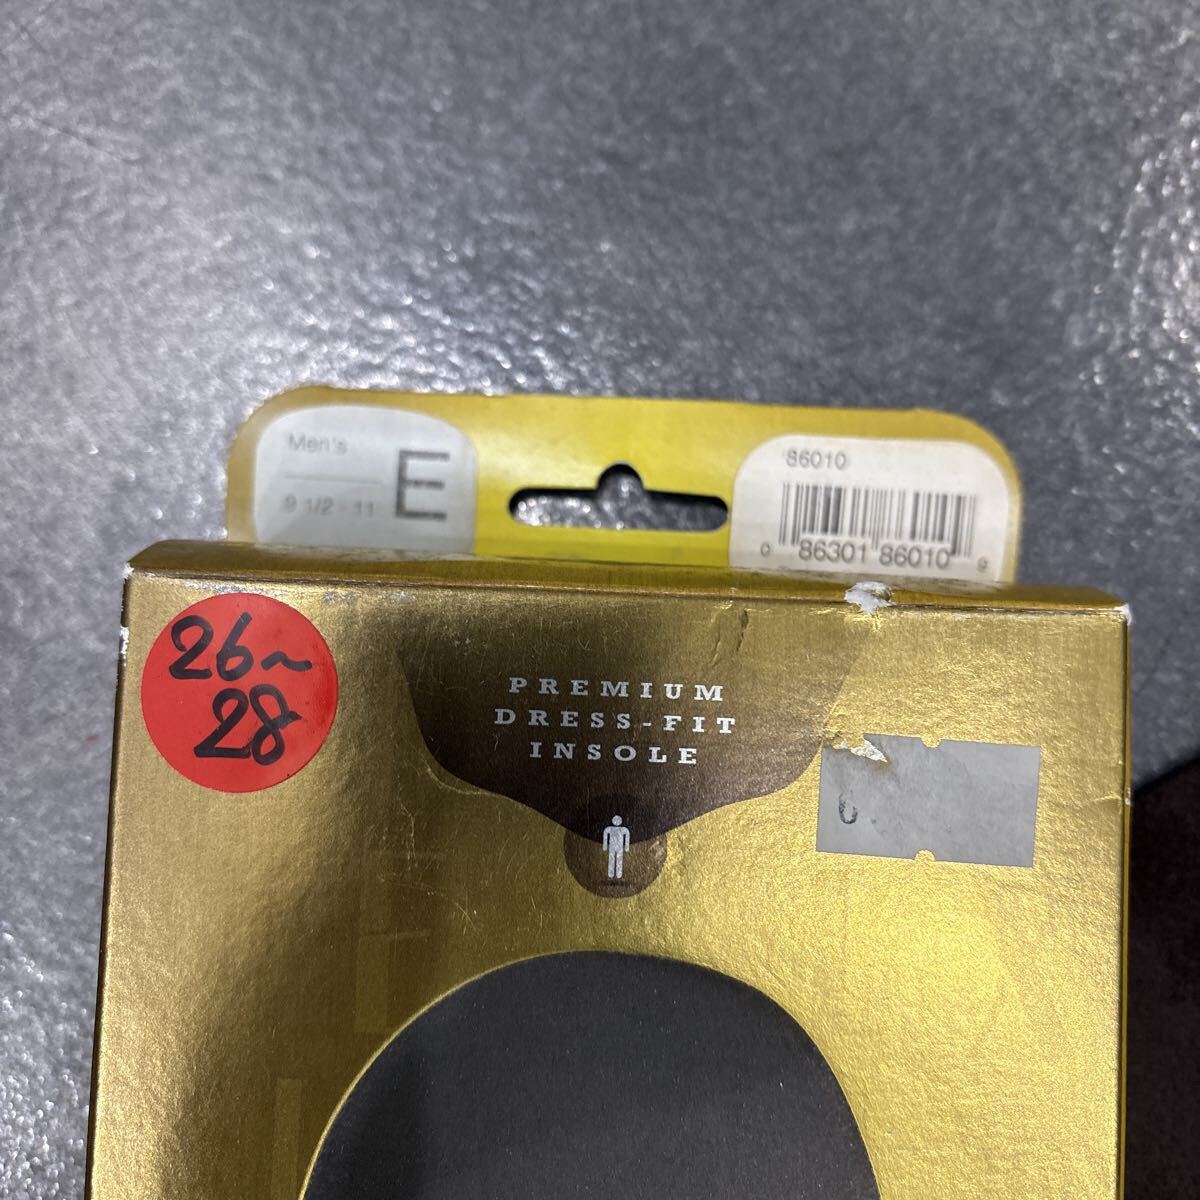 Men's
9 1/2 - 11
E
86010
0 86301 86010 9
26~
28
PREMIUM
DRESS-FIT
INSOLE